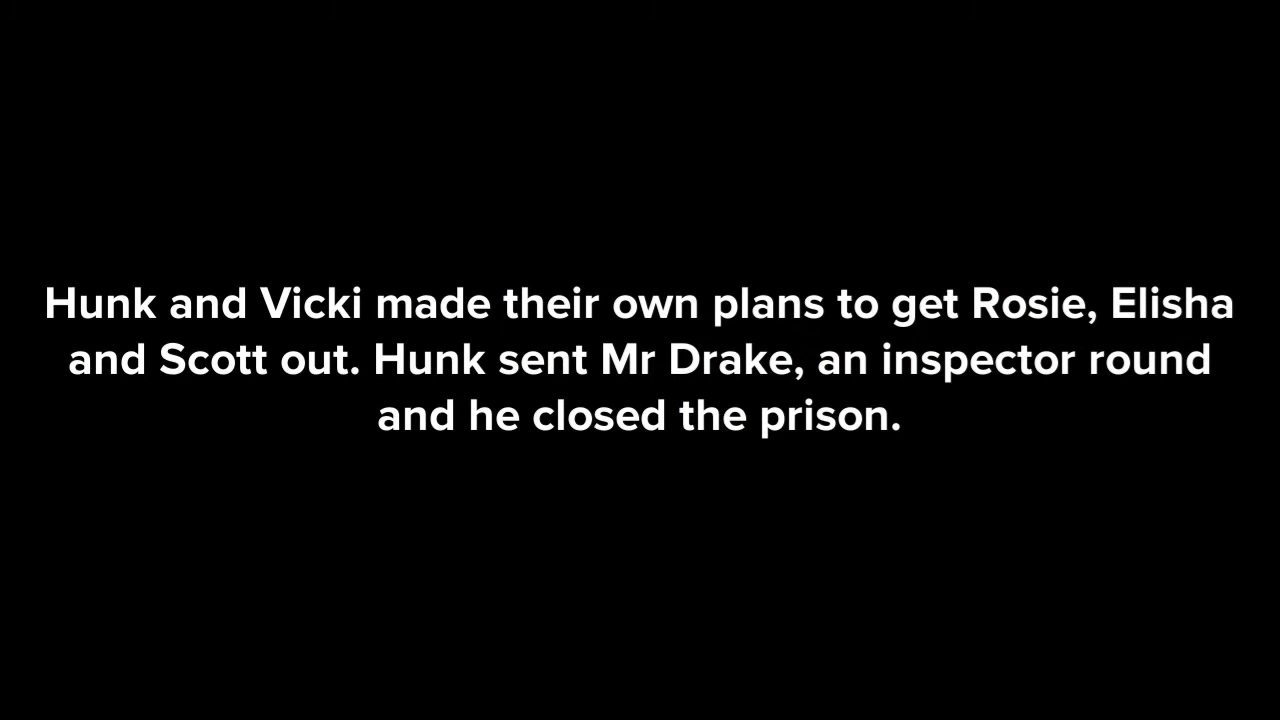 Hunk and Vicki made their own plans to get Rosie, Elisha
and Scott out. Hunk sent Mr Drake, an inspector round
and he closed the prison.